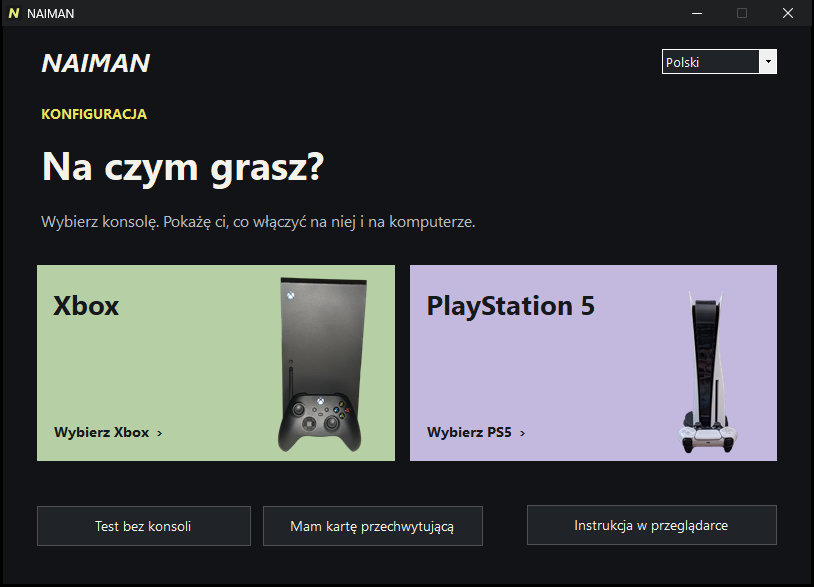 N NAIMAN
NAIMAN
Polski
KONFIGURACJA
Na czym grasz?
Wybierz konsolę. Pokażę ci, co włączyć na niej i na komputerze.
Xbox
PlayStation 5
Wybierz Xbox ›
Wybierz PS5 ›
Test bez konsoli
Mam kartę przechwytującą
Instrukcja w przeglądarce